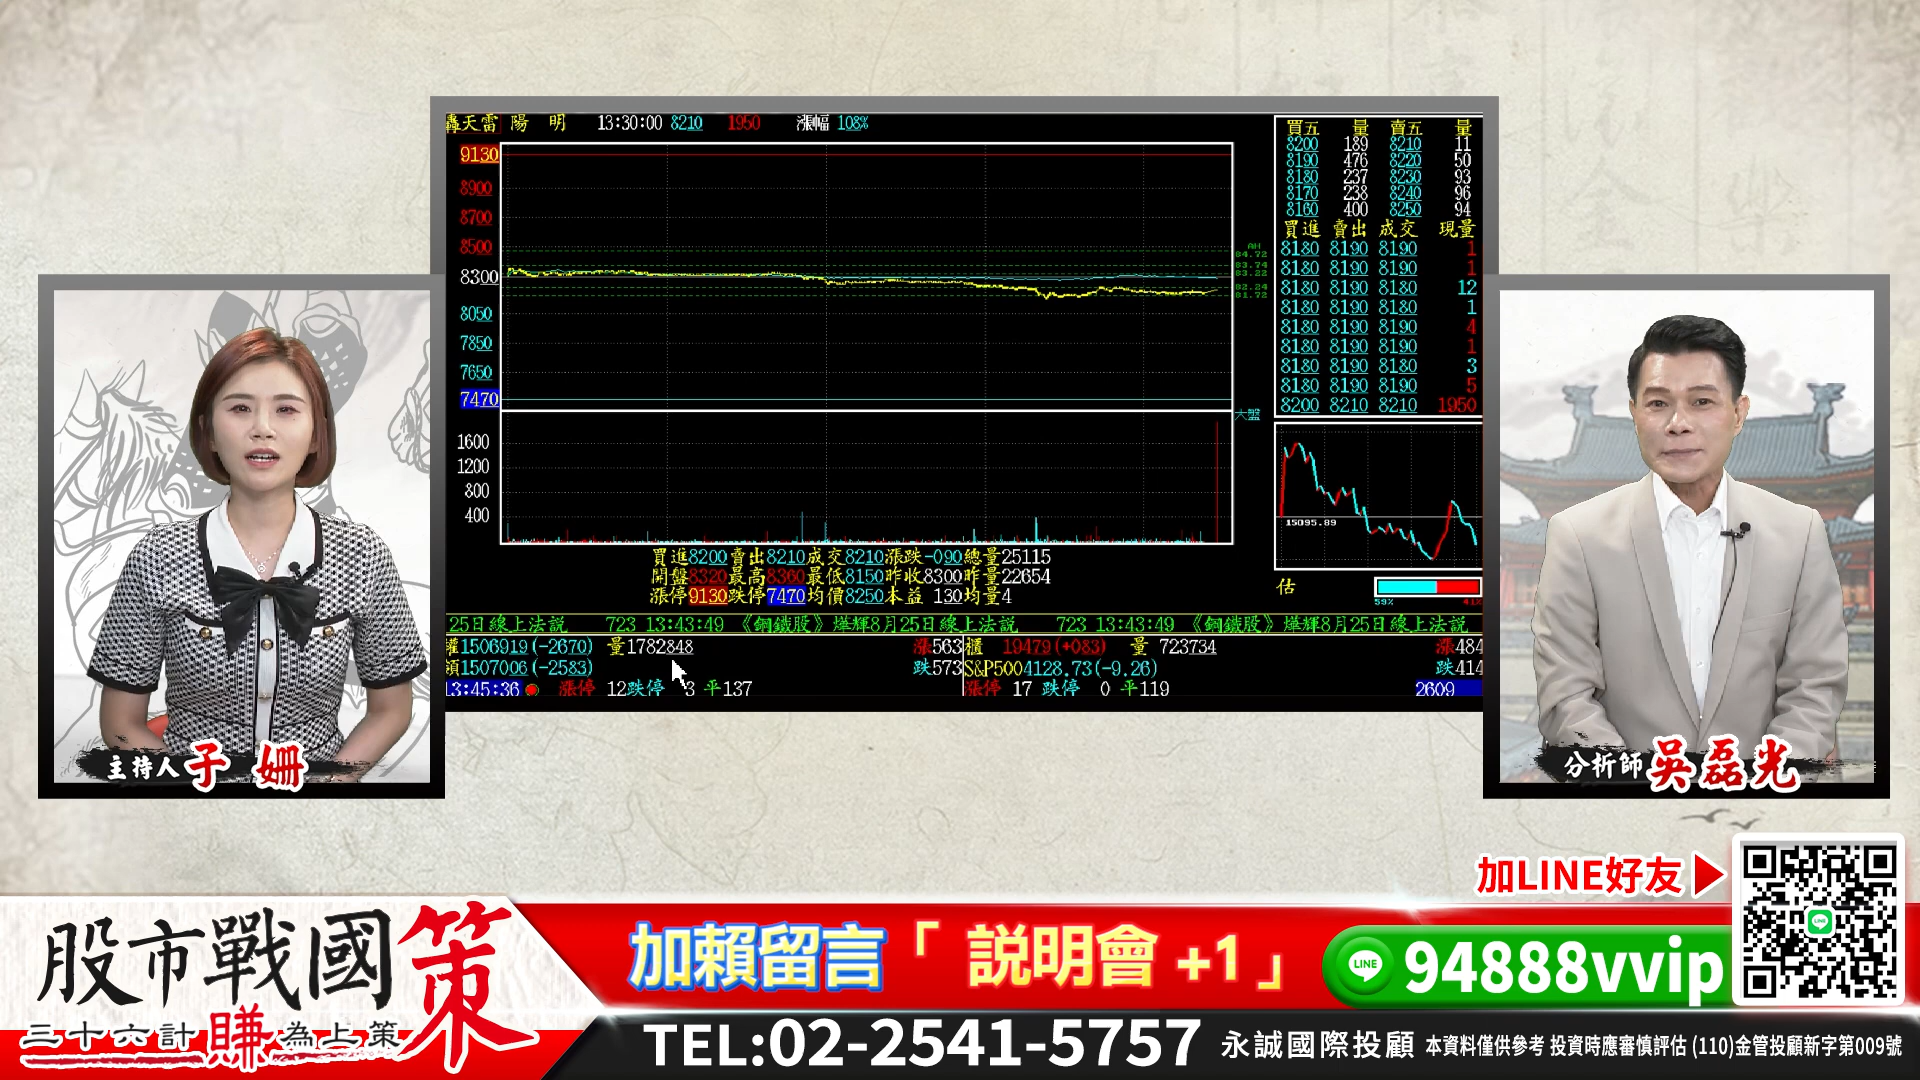 轟天雷 陽 明 13:30:00 8210 1950 漲幅 108%
9130
8900
8700
8500
8300
8050
7850
7650
7470
1600
1200
800
400
AH
84.72
83.74
83.22
82.24
81.72
大盤
買五 量 賣五 量
8200 189 8210 11
8190 476 8220 50
8180 237 8230 93
8170 238 8240 96
8160 400 8250 94
買進 賣出 成交 現量
8180 8190 8190 1
8180 8190 8190 1
8180 8190 8180 12
8180 8190 8180 1
8180 8190 8190 4
8180 8190 8190 1
8180 8190 8180 3
8180 8190 8190 5
8200 8210 8210 1950
15095.89
估
59% 41%
買進8200賣出8210成交8210漲跌-090總量25115
開盤8320最高8360最低8150昨收8300昨量22654
漲停9130跌停7470均價8250本益 130均量4
25日線上法說 723 13:43:49 《鋼鐵股》燁輝8月25日線上法說 723 13:43:49 《鋼鐵股》燁輝8月25日線上法說
權1506919(-2670) 量1782848 漲563櫃 19479(+083) 量 723734 漲484
領1507006(-2583) 跌573S&P5004128.73(-9.26) 跌414
13:45:36 漲停 12跌停 3 平137 漲停 17 跌停 0 平119 2609
主持人子 姍
分析師吳磊光
加LINE好友
股市戰國策
三十六計賺為上策
加賴留言「 說明會 +1 」
LINE 94888vvip
TEL:02-2541-5757 永誠國際投顧 本資料僅供參考 投資時應審慎評估 (110)金管投顧新字第009號